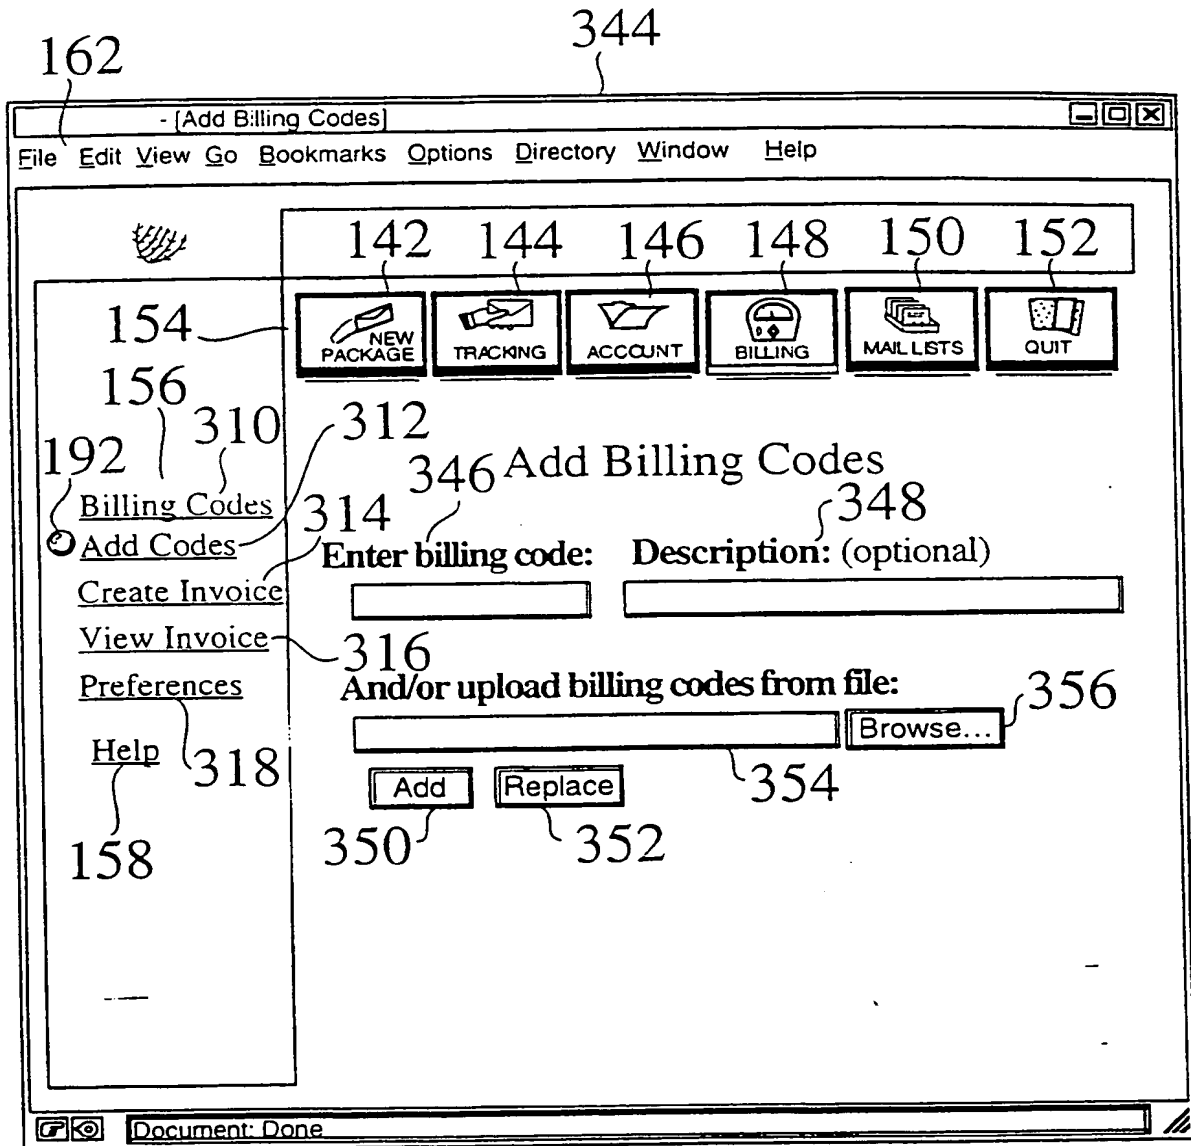 344
162
- [Add Billing Codes]
File Edit View Go Bookmarks Options Directory Window Help
142 144 146 148 150 152
154
NEW PACKAGE
TRACKING
ACCOUNT
BILLING
MAIL LISTS
QUIT
156
310
312
192
346 Add Billing Codes
Billing Codes
314
348
Add Codes
Enter billing code: Description: (optional)
Create Invoice
View Invoice
316
Preferences
And/or upload billing codes from file:
356
Browse...
Help
318
Add Replace
354
350 352
158
Document: Done